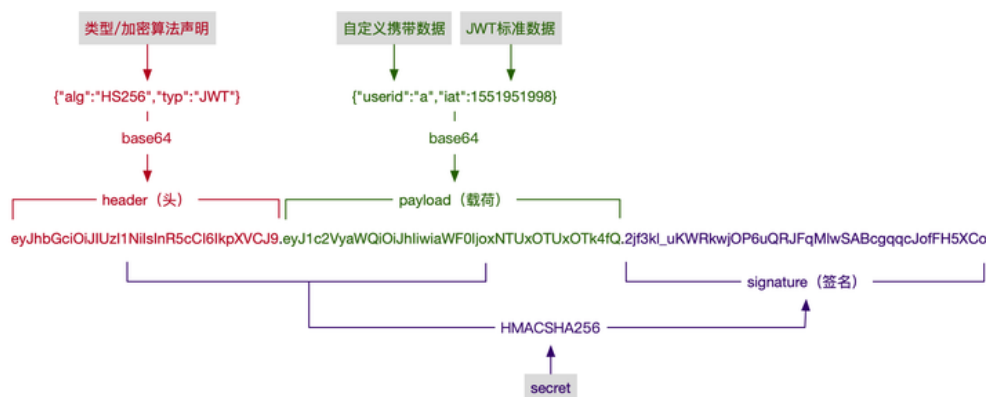 类型/加密算法声明
自定义携带数据
JWT标准数据
{"alg":"HS256","typ":"JWT"}
{"userid":"a","iat":1551951998}
base64
base64
header（头）
payload（载荷）
eyJhbGciOiJIUzI1NiIsInR5cCI6IkpXVCJ9.eyJ1c2VyaWQiOiJhIiwiaWF0IjoxNTUxOTUxOTk4fQ.2jf3kl_uKWRkwjOP6uQRJFqMlwSABcgqqcJofFH5XCo
signature（签名）
HMACSHA256
secret